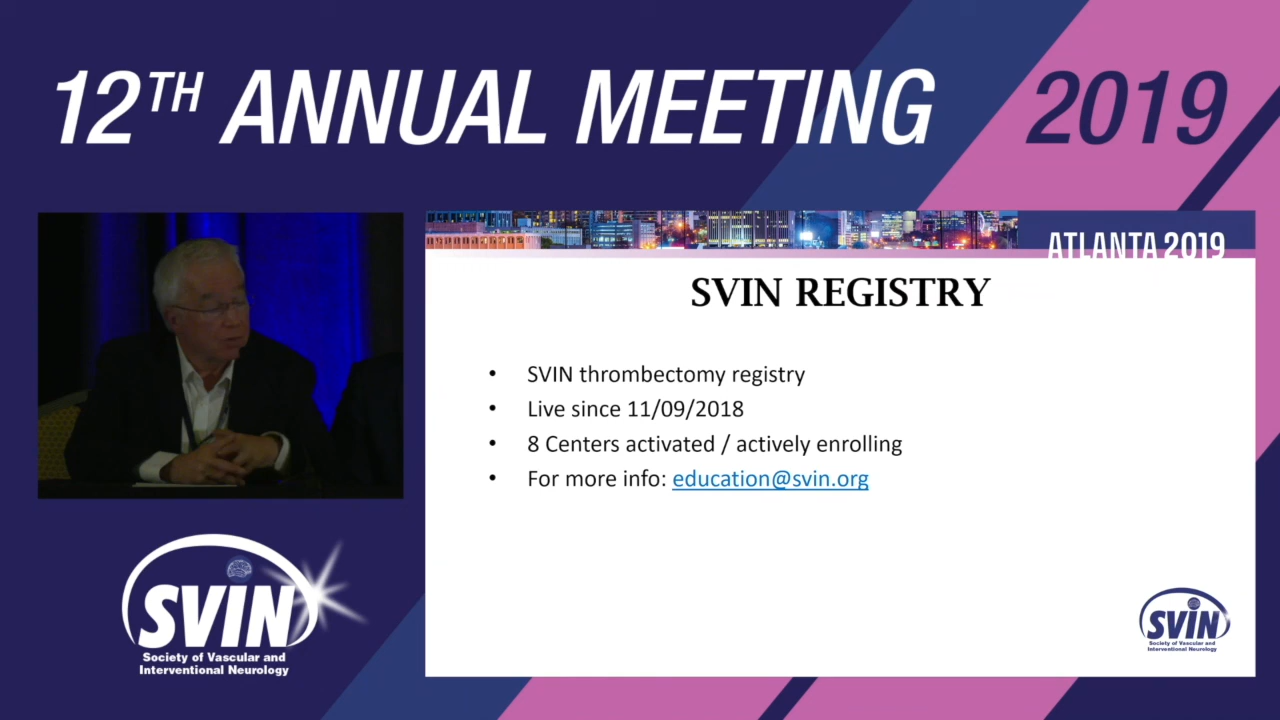 12TH ANNUAL MEETING 2019
ATLANTA 2019
SVIN REGISTRY
• SVIN thrombectomy registry
• Live since 11/09/2018
• 8 Centers activated / actively enrolling
• For more info: education@svin.org
SVIN
Society of Vascular and
Interventional Neurology
SVIN
Society of Vascular and
Interventional Neurology